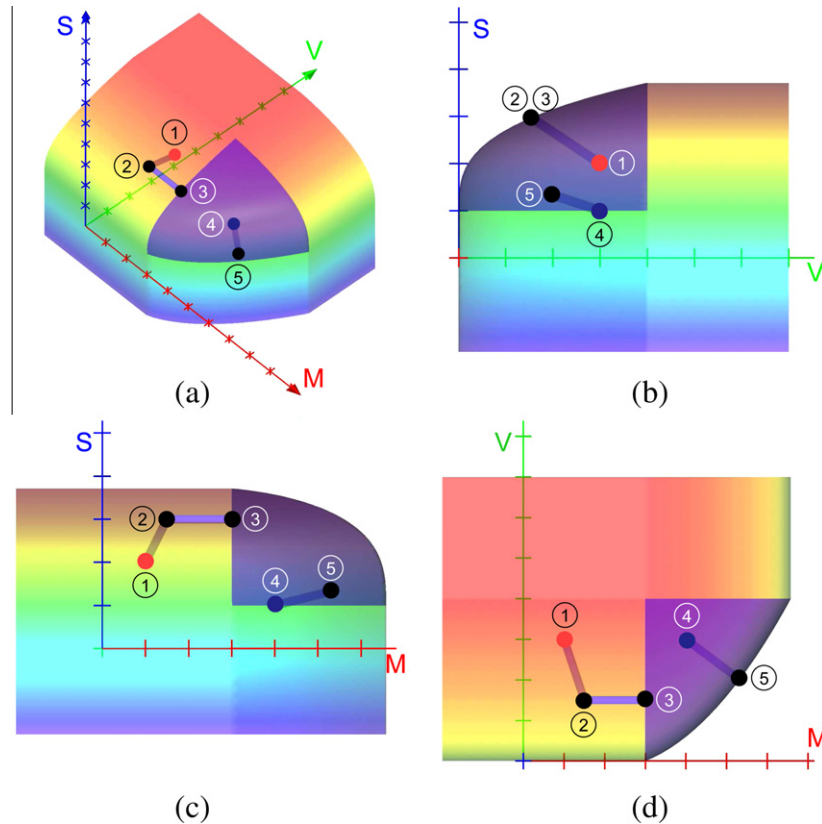 S
V
①
②
③
④
⑤
M
(a)
S
② ③
①
⑤
④
V
(b)
S
②
③
①
④
⑤
M
(c)
V
①
④
②
③
⑤
M
(d)